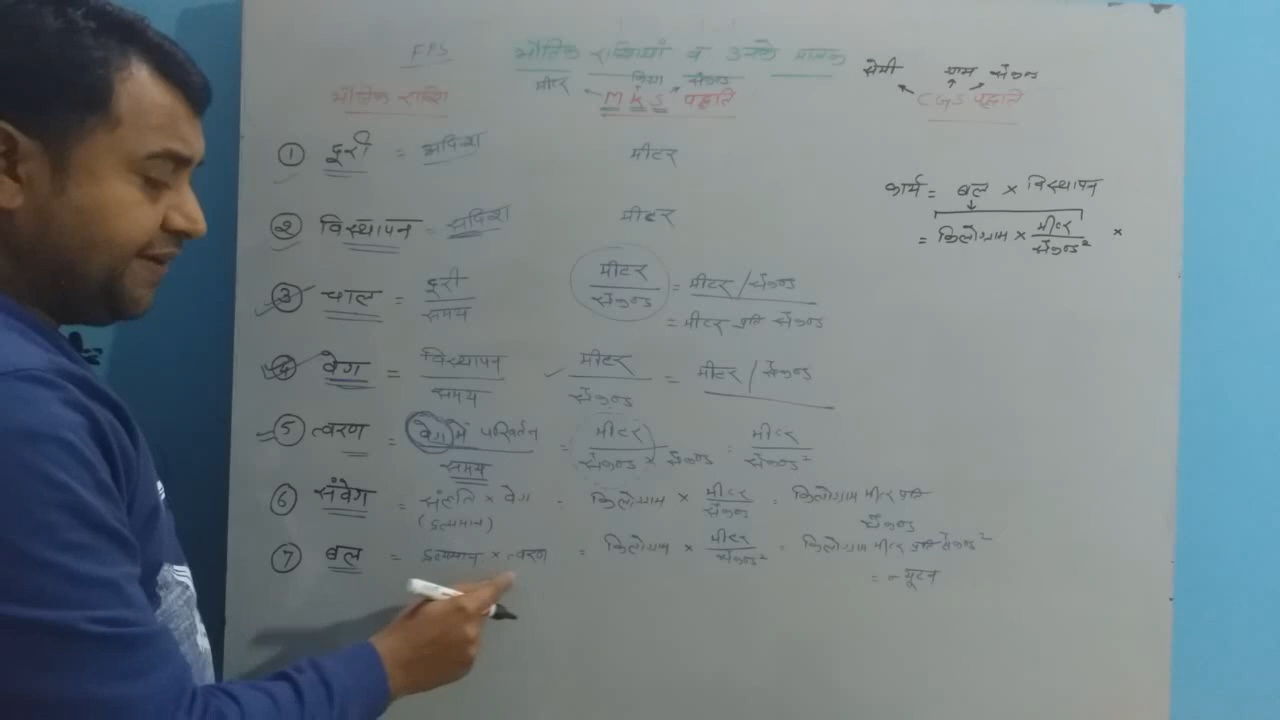 FPS भौतिक राशियाँ व उनके मात्रक
मीटर किग्रा सेकण्ड
सेमी ग्राम सेकण्ड
भौतिक राशि MKS पद्धति CGS पद्धति
① दूरी = अदिश मीटर
② विस्थापन = सदिश मीटर
③ चाल = दूरी / समय मीटर / सेकण्ड = मीटर / सेकण्ड
= मीटर प्रति सेकण्ड
④ वेग = विस्थापन / समय मीटर / सेकण्ड = मीटर / सेकण्ड
⑤ त्वरण = वेग में परिवर्तन / समय = मीटर / सेकण्ड × सेकण्ड = मीटर / सेकण्ड²
⑥ संवेग = संहति × वेग = किलोग्राम × मीटर / सेकण्ड = किलोग्राम मीटर प्रति
(द्रव्यमान) सेकण्ड
⑦ बल = द्रव्यमान × त्वरण = किलोग्राम × मीटर / सेकण्ड² = किलोग्राम मीटर प्रति सेकण्ड²
= न्यूटन
कार्य = बल × विस्थापन
= किलोग्राम × मीटर / सेकण्ड² ×